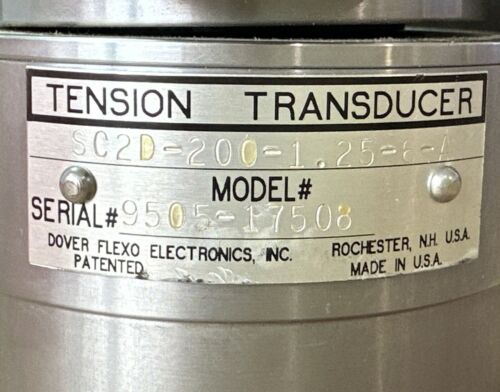 TENSION TRANSDUCER
SC2D-200-1.25-6-A
MODEL#
SERIAL# 9505-17508
DOVER FLEXO ELECTRONICS, INC. ROCHESTER, N.H. U.S.A.
PATENTED MADE IN U.S.A.